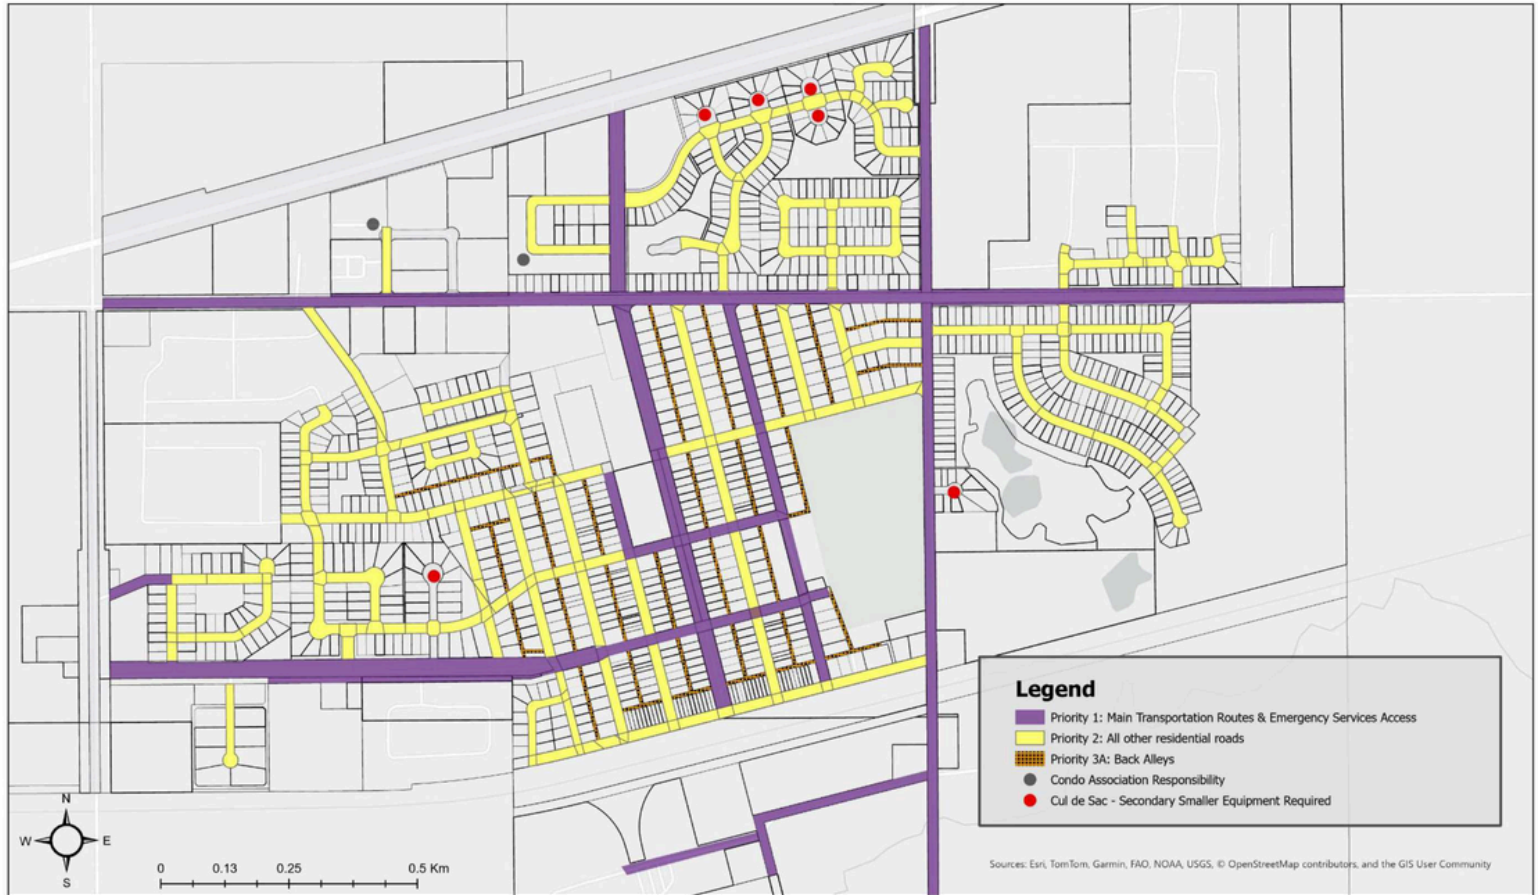 Legend
Priority 1: Main Transportation Routes & Emergency Services Access
Priority 2: All other residential roads
Priority 3A: Back Alleys
Condo Association Responsibility
Cul de Sac - Secondary Smaller Equipment Required
N
W E
S
0 0.13 0.25 0.5 Km
Sources: Esri, TomTom, Garmin, FAO, NOAA, USGS, © OpenStreetMap contributors, and the GIS User Community